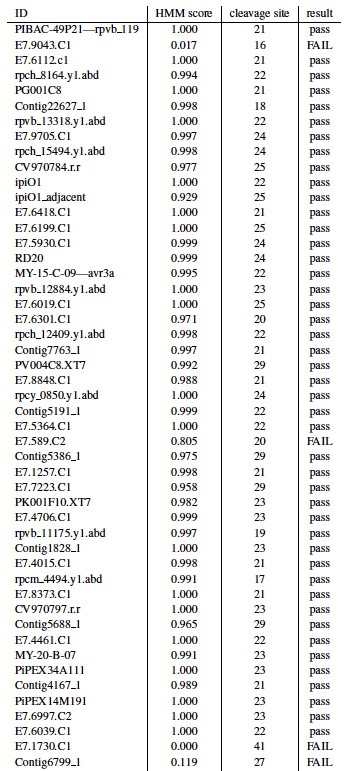 ID HMM score cleavage site result
PIBAC-49P21—rpvb_119 1.000 21 pass
E7.9043.C1 0.017 16 FAIL
E7.6112.c1 1.000 21 pass
rpch_8164.y1.abd 0.994 22 pass
PG001C8 1.000 21 pass
Contig22627_1 0.998 18 pass
rpvb_13318.y1.abd 1.000 22 pass
E7.9705.C1 0.997 24 pass
rpch_15494.y1.abd 0.998 24 pass
CV970784.r.r 0.977 25 pass
ipiO1 1.000 22 pass
ipiO1_adjacent 0.929 25 pass
E7.6418.C1 1.000 21 pass
E7.6199.C1 1.000 25 pass
E7.5930.C1 0.999 24 pass
RD20 0.999 24 pass
MY-15-C-09—avr3a 0.995 22 pass
rpvb_12884.y1.abd 1.000 23 pass
E7.6019.C1 1.000 25 pass
E7.6301.C1 0.971 20 pass
rpch_12409.y1.abd 0.998 22 pass
Contig7763_1 0.997 21 pass
PV004C8.XT7 0.992 29 pass
E7.8848.C1 0.988 21 pass
rpcy_0850.y1.abd 1.000 24 pass
Contig5191_1 0.999 22 pass
E7.5364.C1 1.000 22 pass
E7.589.C2 0.805 20 FAIL
Contig5386_1 0.975 29 pass
E7.1257.C1 0.998 21 pass
E7.7223.C1 0.958 29 pass
PK001F10.XT7 0.982 23 pass
E7.4706.C1 0.999 23 pass
rpvb_11175.y1.abd 0.997 19 pass
Contig1828_1 1.000 23 pass
E7.4015.C1 0.998 21 pass
rpcm_4494.y1.abd 0.991 17 pass
E7.8373.C1 1.000 21 pass
CV970797.r.r 1.000 23 pass
Contig5688_1 0.965 29 pass
E7.4461.C1 1.000 22 pass
MY-20-B-07 0.991 23 pass
PiPEX34A111 1.000 23 pass
Contig4167_1 0.989 21 pass
PiPEX14M191 1.000 23 pass
E7.6997.C2 1.000 23 pass
E7.6039.C1 1.000 22 pass
E7.1730.C1 0.000 41 FAIL
Contig6799_1 0.119 27 FAIL